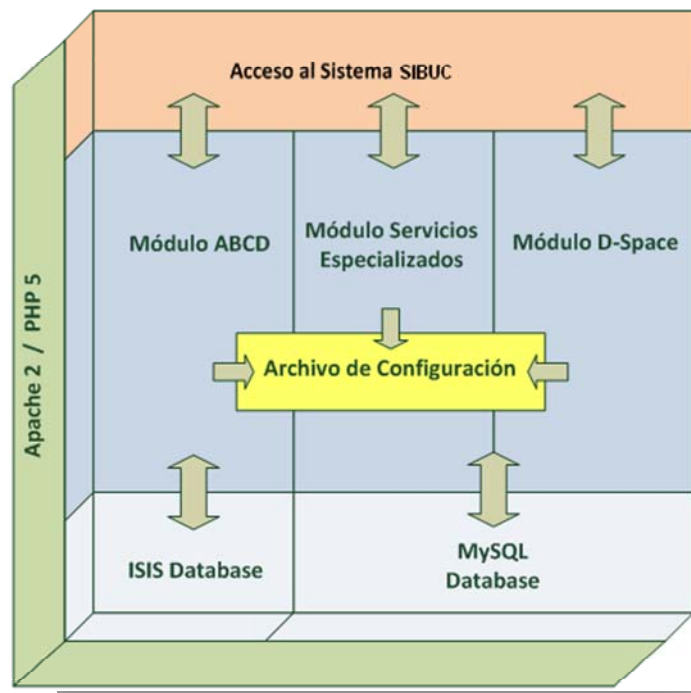 Acceso al Sistema SIBUC
Módulo ABCD
Módulo Servicios
Especializados
Módulo D-Space
Archivo de Configuración
Apache 2 / PHP 5
ISIS Database
MySQL
Database